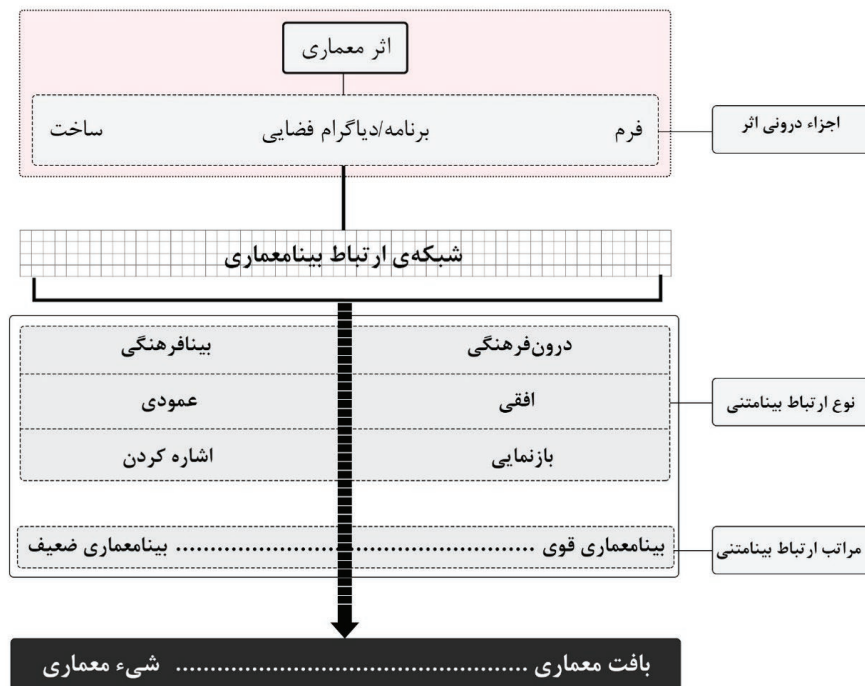 اثر معماری
فرم برنامه/دیاگرام فضایی ساخت
اجزاء درونی اثر
شبکه‌ی ارتباط بینامعماری
درون‌فرهنگی بینافرهنگی
افقی عمودی
نوع ارتباط بینامتنی
بازنمایی اشاره کردن
بینامعماری قوی ........................................ بینامعماری ضعیف
مراتب ارتباط بینامتنی
بافت معماری ........................................ شیء معماری